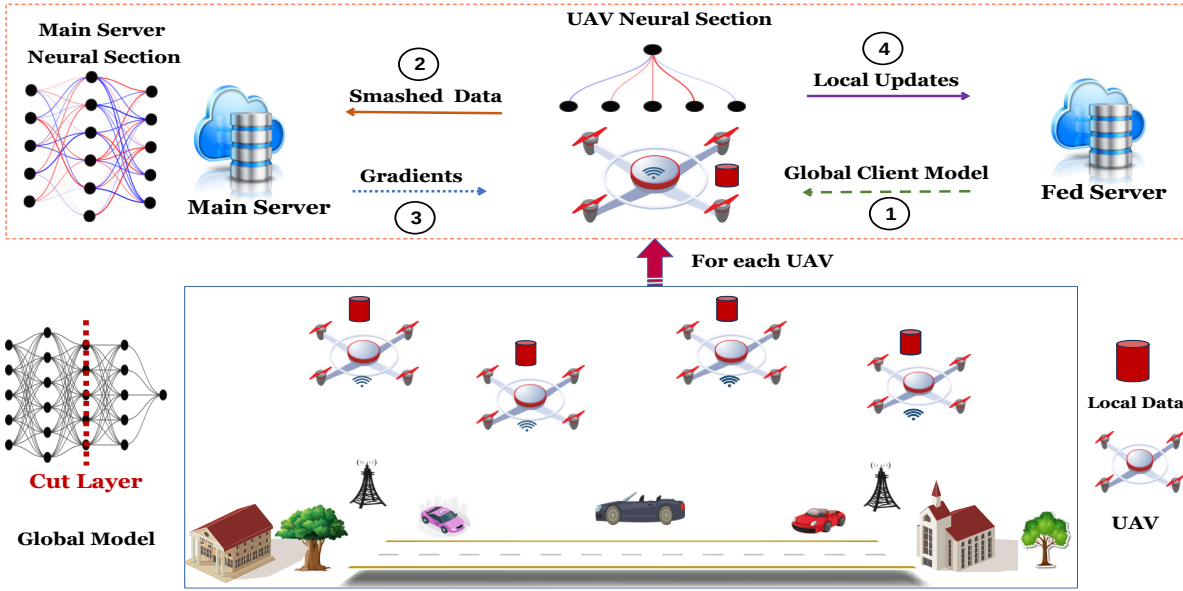 Main Server
Neural Section
UAV Neural Section
2
Smashed Data
4
Local Updates
Gradients
3
Main Server
Global Client Model
1
Fed Server
For each UAV
Cut Layer
Global Model
Local Data
UAV